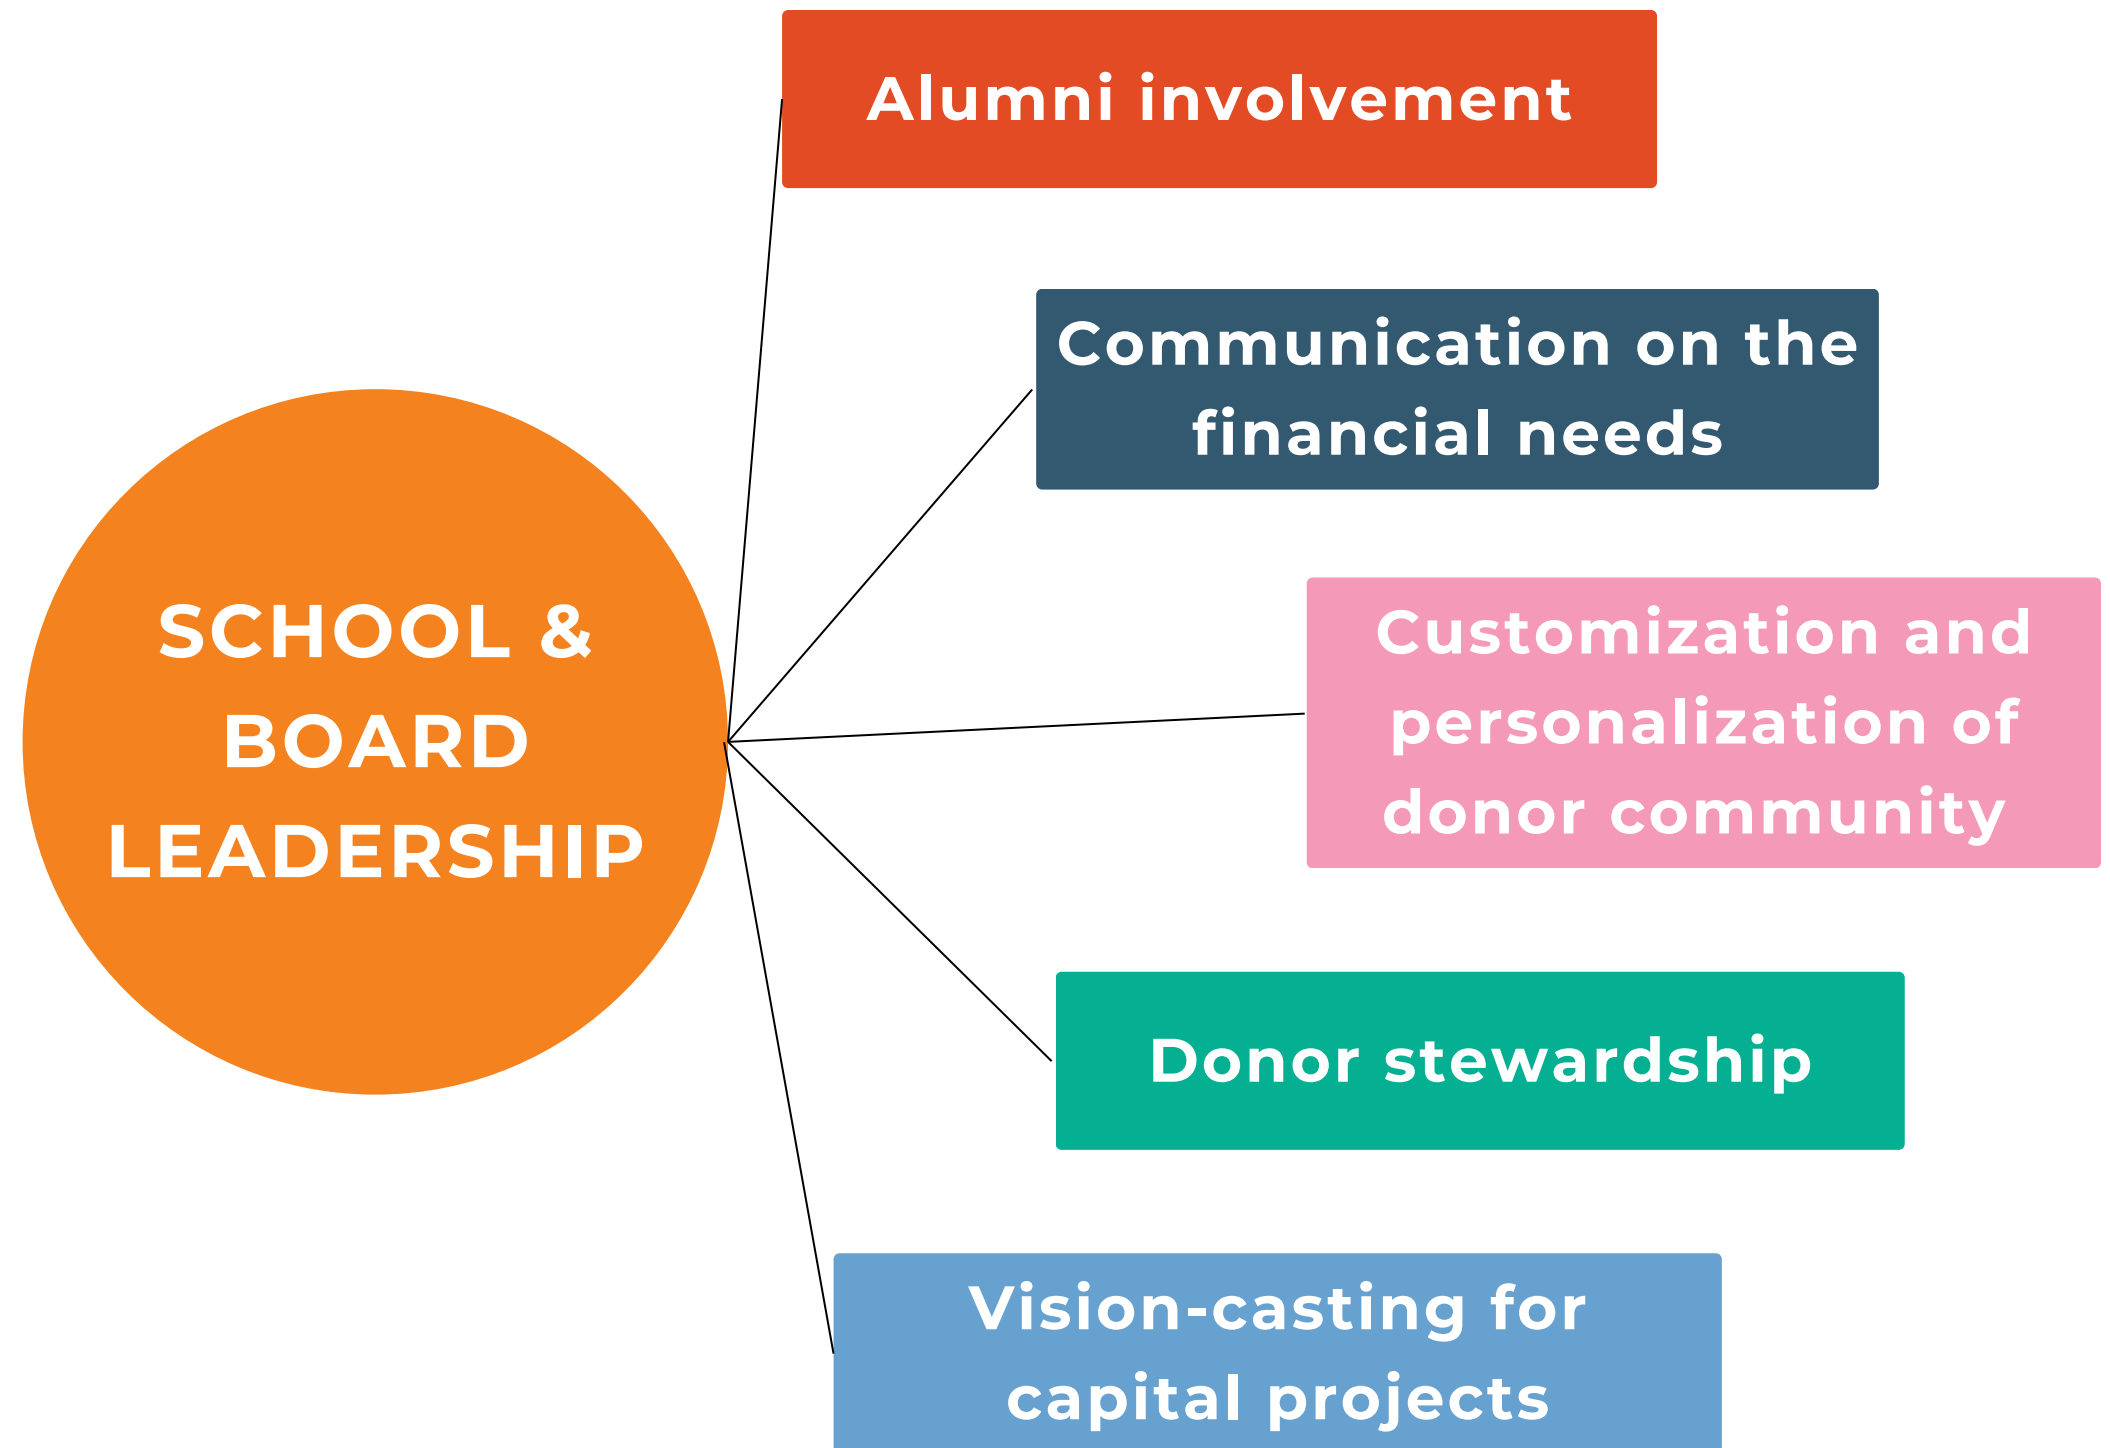 Alumni involvement
Communication on the
financial needs
SCHOOL &
BOARD
LEADERSHIP
Customization and
personalization of
donor community
Donor stewardship
Vision-casting for
capital projects